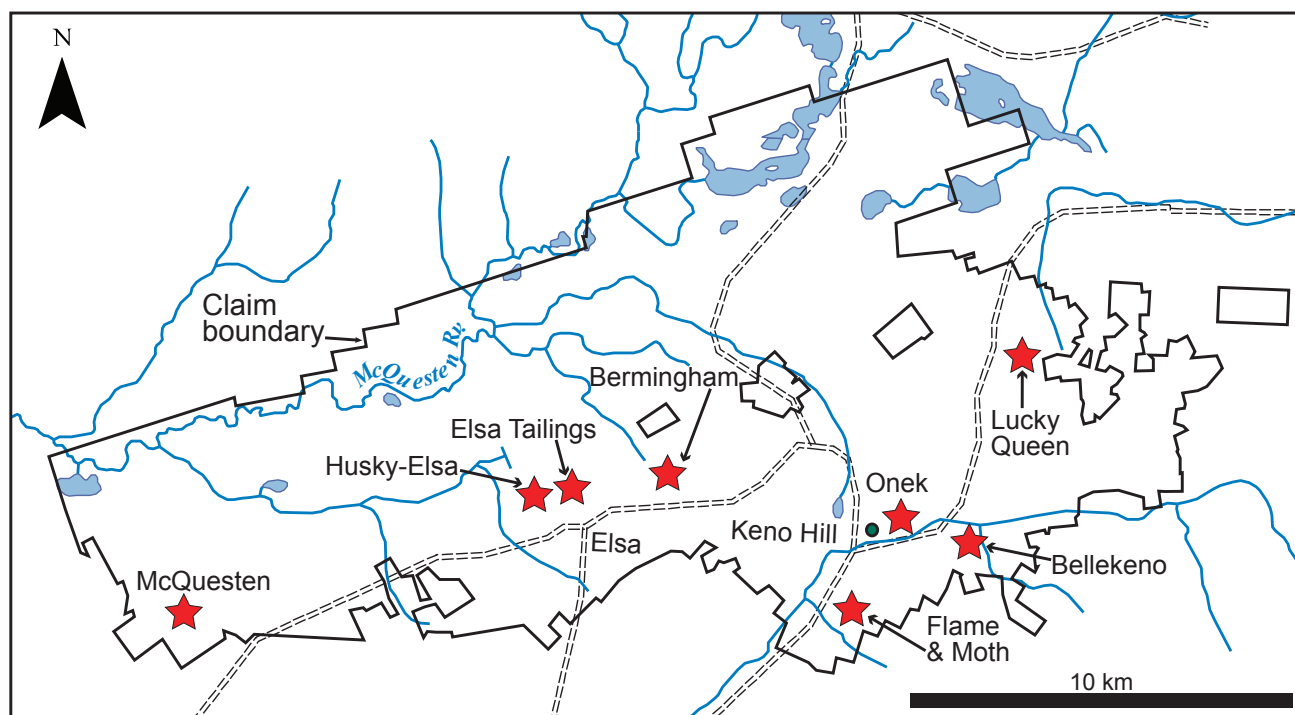 N
Claim
boundary
McQuesten Rv.
Bermingham
Elsa Tailings
Husky-Elsa
Lucky
Queen
Onek
Keno Hill
Elsa
Bellekeno
McQuesten
Flame
& Moth
10 km